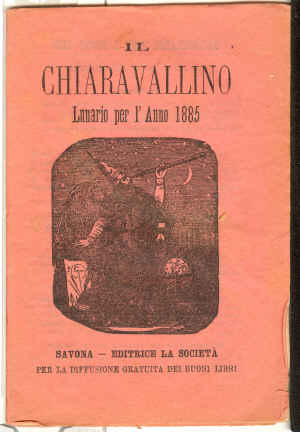 IL
CHIARAVALLINO
Lunario per l' Anno 1885
SAVONA — EDITRICE LA SOCIETÀ
PER LA DIFFUSIONE GRATUITA DEI BUONI LIBRI